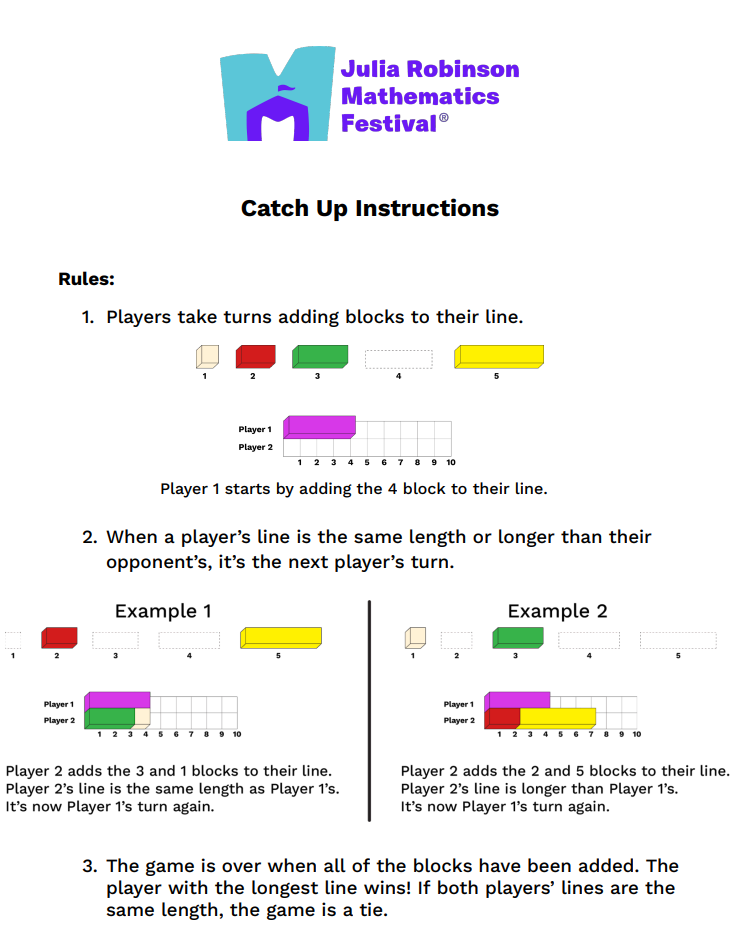 Julia Robinson
Mathematics
Festival®
Catch Up Instructions
Rules:
1. Players take turns adding blocks to their line.
1 2 3 4 5
Player 1
Player 2
1 2 3 4 5 6 7 8 9 10
Player 1 starts by adding the 4 block to their line.
2. When a player's line is the same length or longer than their
opponent's, it's the next player's turn.
Example 1
1 2 3 4 5
Player 1
Player 2
1 2 3 4 5 6 7 8 9 10
Player 2 adds the 3 and 1 blocks to their line.
Player 2's line is the same length as Player 1's.
It's now Player 1's turn again.
Example 2
1 2 3 4 5
Player 1
Player 2
1 2 3 4 5 6 7 8 9 10
Player 2 adds the 2 and 5 blocks to their line.
Player 2's line is longer than Player 1's.
It's now Player 1's turn again.
3. The game is over when all of the blocks have been added. The
player with the longest line wins! If both players' lines are the
same length, the game is a tie.